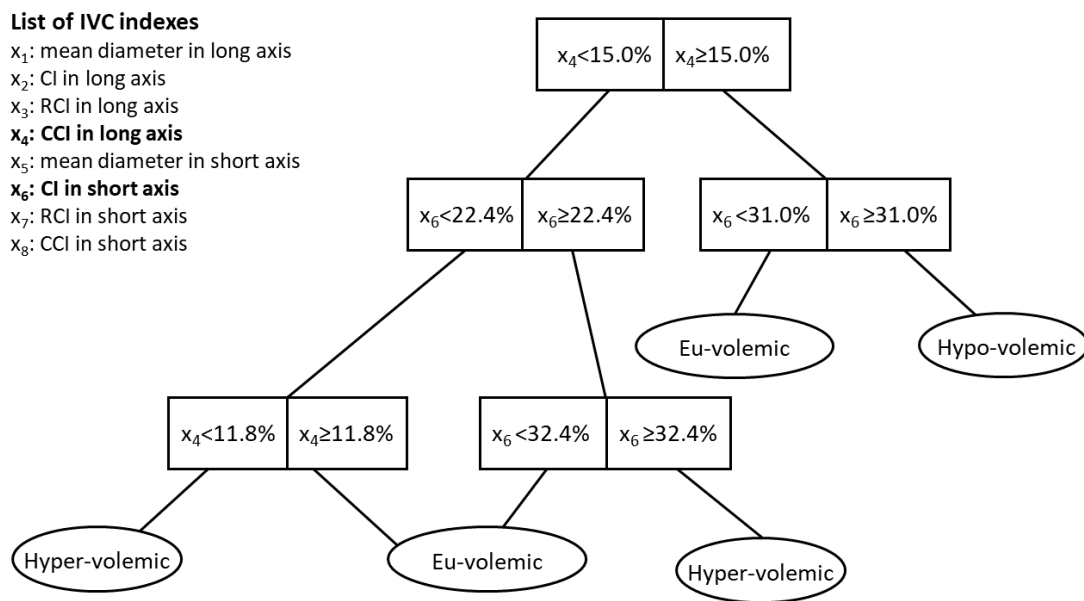 List of IVC indexes
x₁: mean diameter in long axis
x₂: CI in long axis
x₃: RCI in long axis
x₄: CCI in long axis
x₅: mean diameter in short axis
x₆: CI in short axis
x₇: RCI in short axis
x₈: CCI in short axis
x₄<15.0% x₄≥15.0%
x₆<22.4% x₆≥22.4% x₆<31.0% x₆≥31.0%
Eu-volemic Hypo-volemic
x₄<11.8% x₄≥11.8% x₆<32.4% x₆≥32.4%
Hyper-volemic Eu-volemic Hyper-volemic